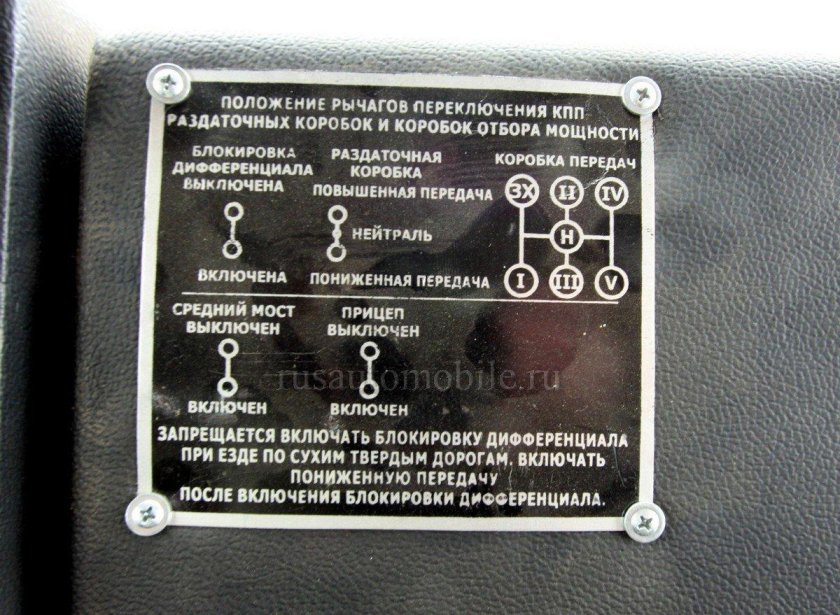 ПОЛОЖЕНИЕ РЫЧАГОВ ПЕРЕКЛЮЧЕНИЯ КПП
РАЗДАТОЧНЫХ КОРОБОК И КОРОБОК ОТБОРА МОЩНОСТИ
БЛОКИРОВКА
ДИФФЕРЕНЦИАЛА
ВЫКЛЮЧЕНА
ВКЛЮЧЕНА
РАЗДАТОЧНАЯ
КОРОБКА
ПОВЫШЕННАЯ ПЕРЕДАЧА
НЕЙТРАЛЬ
ПОНИЖЕННАЯ ПЕРЕДАЧА
КОРОБКА ПЕРЕДАЧ
ЗХ II IV
Н
I III V
СРЕДНИЙ МОСТ
ВЫКЛЮЧЕН
ВКЛЮЧЕН
ПРИЦЕП
ВЫКЛЮЧЕН
ВКЛЮЧЕН
rusautomobile.ru
ЗАПРЕЩАЕТСЯ ВКЛЮЧАТЬ БЛОКИРОВКУ ДИФФЕРЕНЦИАЛА
ПРИ ЕЗДЕ ПО СУХИМ ТВЕРДЫМ ДОРОГАМ. ВКЛЮЧАТЬ
ПОНИЖЕННУЮ ПЕРЕДАЧУ
ПОСЛЕ ВКЛЮЧЕНИЯ БЛОКИРОВКИ ДИФФЕРЕНЦИАЛА.